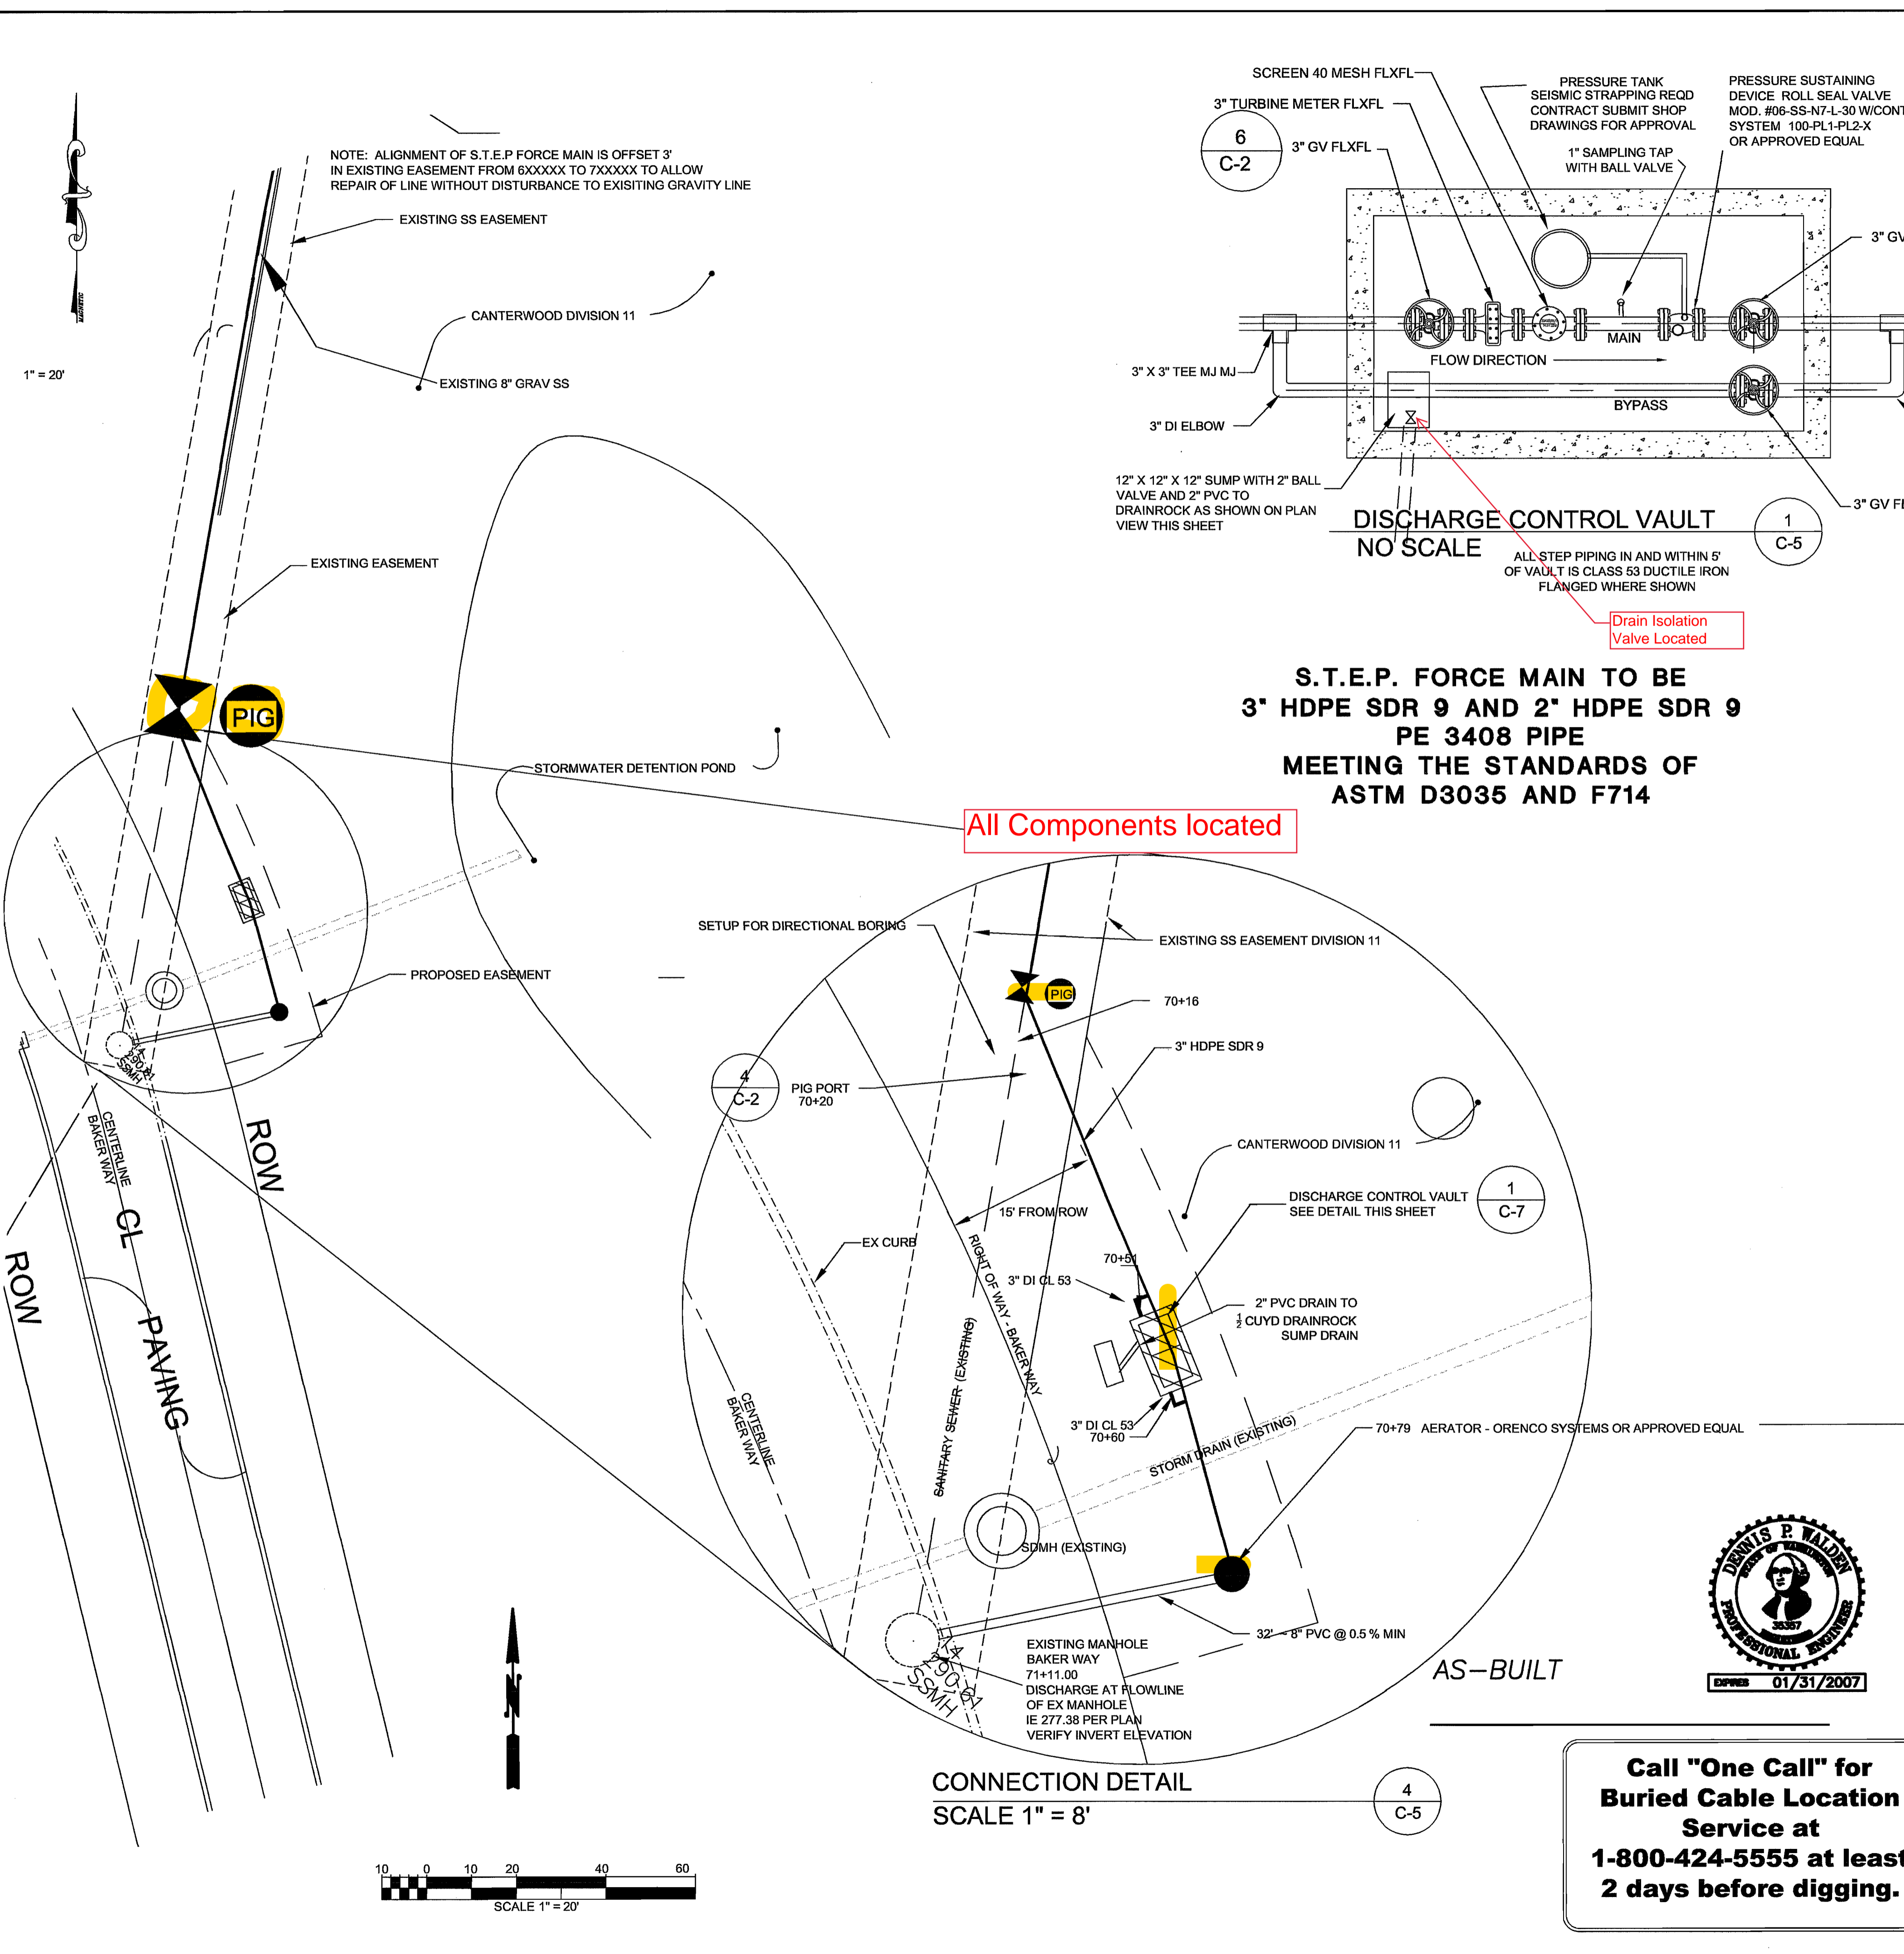 MAGNETIC
1" = 20'
NOTE: ALIGNMENT OF S.T.E.P FORCE MAIN IS OFFSET 3'
IN EXISTING EASEMENT FROM 6XXXXX TO 7XXXXX TO ALLOW
REPAIR OF LINE WITHOUT DISTURBANCE TO EXISITING GRAVITY LINE
EXISTING SS EASEMENT
CANTERWOOD DIVISION 11
EXISTING 8" GRAV SS
EXISTING EASEMENT
PIG
STORMWATER DETENTION POND
PROPOSED EASEMENT
290.61
SSMH
CENTERLINE
BAKER WAY
ROW
CL
ROW
PAVING
N
10 0 10 20 40 60
SCALE 1" = 20'
SCREEN 40 MESH FLXFL
3" TURBINE METER FLXFL
6
C-2
3" GV FLXFL
PRESSURE TANK
SEISMIC STRAPPING REQD
CONTRACT SUBMIT SHOP
DRAWINGS FOR APPROVAL
1" SAMPLING TAP
WITH BALL VALVE
PRESSURE SUSTAINING
DEVICE ROLL SEAL VALVE
MOD. #06-SS-N7-L-30 W/CONT
SYSTEM 100-PL1-PL2-X
OR APPROVED EQUAL
3" GV
MAIN
FLOW DIRECTION
3" X 3" TEE MJ MJ
BYPASS
3" DI ELBOW
12" X 12" X 12" SUMP WITH 2" BALL
VALVE AND 2" PVC TO
DRAINROCK AS SHOWN ON PLAN
VIEW THIS SHEET
3" GV F
DISCHARGE CONTROL VAULT
NO SCALE
1
C-5
ALL STEP PIPING IN AND WITHIN 5'
OF VAULT IS CLASS 53 DUCTILE IRON
FLANGED WHERE SHOWN
Drain Isolation
Valve Located
S.T.E.P. FORCE MAIN TO BE
3" HDPE SDR 9 AND 2" HDPE SDR 9
PE 3408 PIPE
MEETING THE STANDARDS OF
ASTM D3035 AND F714
All Components located
SETUP FOR DIRECTIONAL BORING
EXISTING SS EASEMENT DIVISION 11
PIG
70+16
3" HDPE SDR 9
4
C-2
PIG PORT
70+20
CANTERWOOD DIVISION 11
DISCHARGE CONTROL VAULT
SEE DETAIL THIS SHEET
1
C-7
15' FROM ROW
EX CURB
RIGHT OF WAY - BAKER WAY
70+51
3" DI CL 53
2" PVC DRAIN TO
½ CUYD DRAINROCK
SUMP DRAIN
SANITARY SEWER (EXISTING)
CENTERLINE
BAKER WAY
3" DI CL 53
70+60
STORM DRAIN (EXISTING)
70+79 AERATOR - ORENCO SYSTEMS OR APPROVED EQUAL
SDMH (EXISTING)
32' ~ 8" PVC @ 0.5 % MIN
290.61
SSMH
EXISTING MANHOLE
BAKER WAY
71+11.00
DISCHARGE AT FLOWLINE
OF EX MANHOLE
IE 277.38 PER PLAN
VERIFY INVERT ELEVATION
CONNECTION DETAIL
SCALE 1" = 8'
4
C-5
DENNIS P. WALDEN
STATE OF WASHINGTON
35357
PROFESSIONAL ENGINEER
EXPIRES 01/31/2007
AS-BUILT
Call "One Call" for
Buried Cable Location
Service at
1-800-424-5555 at least
2 days before digging.